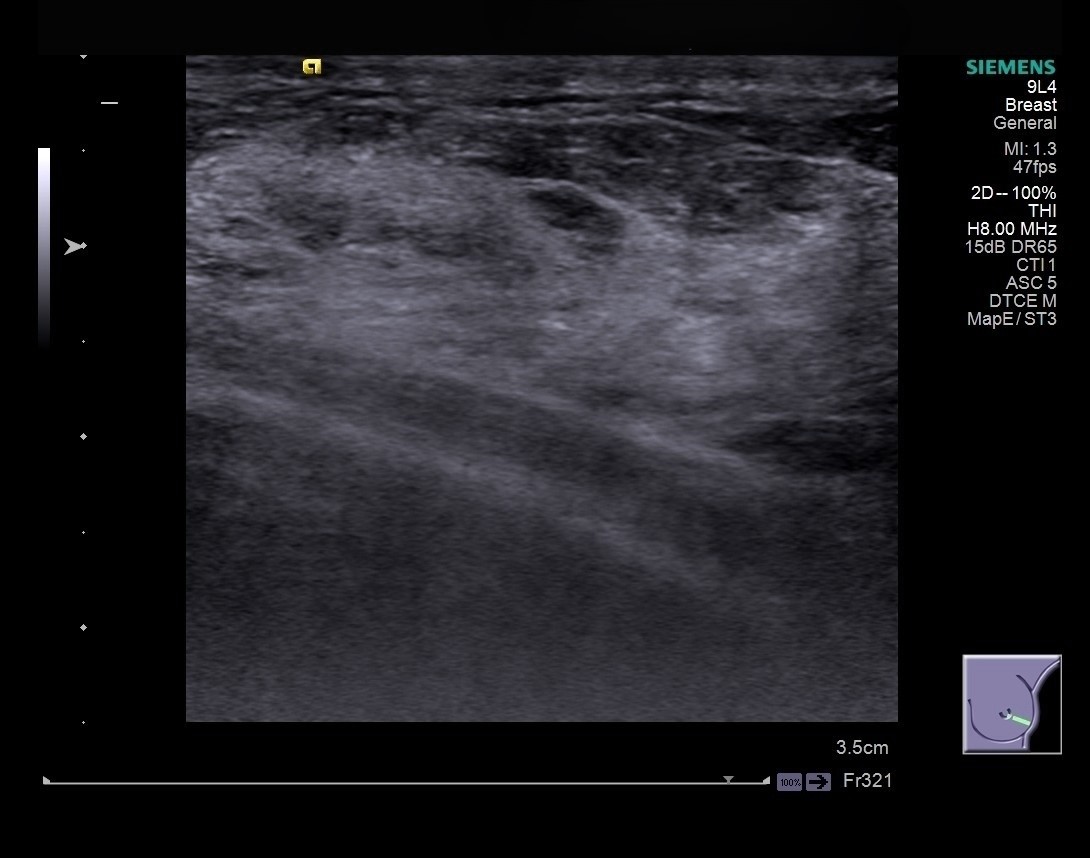 SIEMENS
9L4
Breast
General
MI: 1.3
47fps
2D--100%
THI
H8.00 MHz
15dB DR65
CTI 1
ASC 5
DTCE M
MapE / ST3
3.5cm
100% Fr321